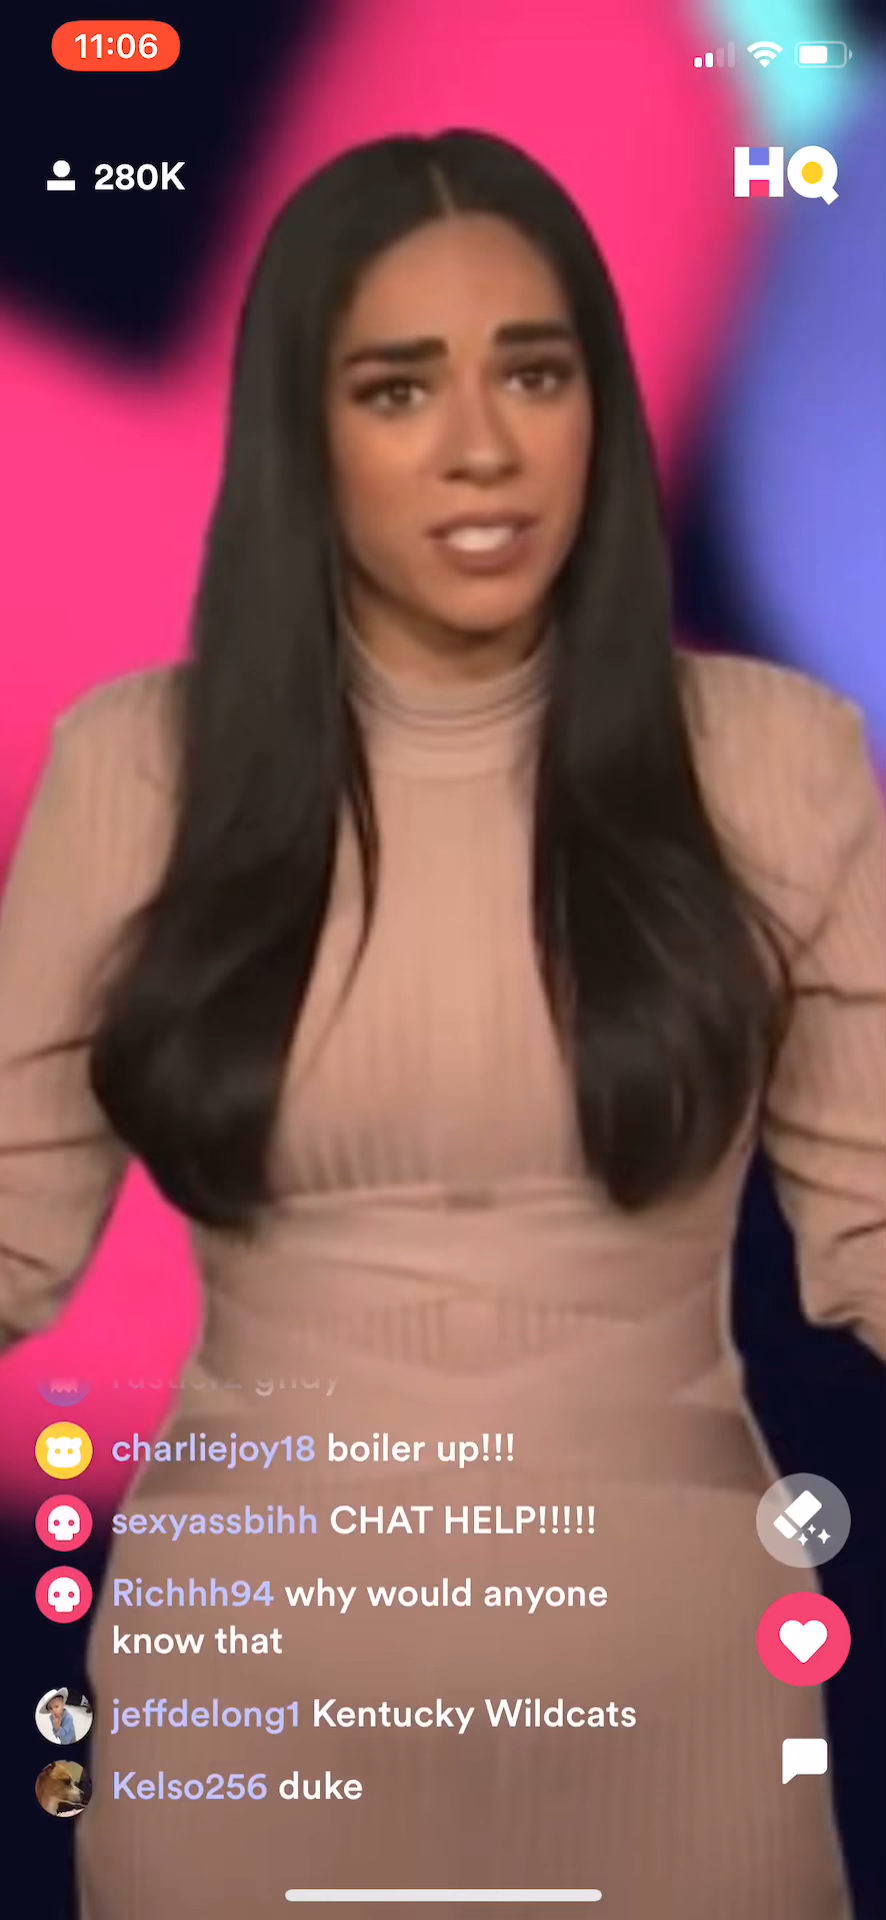 11:06
280K
HQ
charliejoy18 boiler up!!!
sexyassbihh CHAT HELP!!!!!
Richhh94 why would anyone
know that
jeffdelong1 Kentucky Wildcats
Kelso256 duke